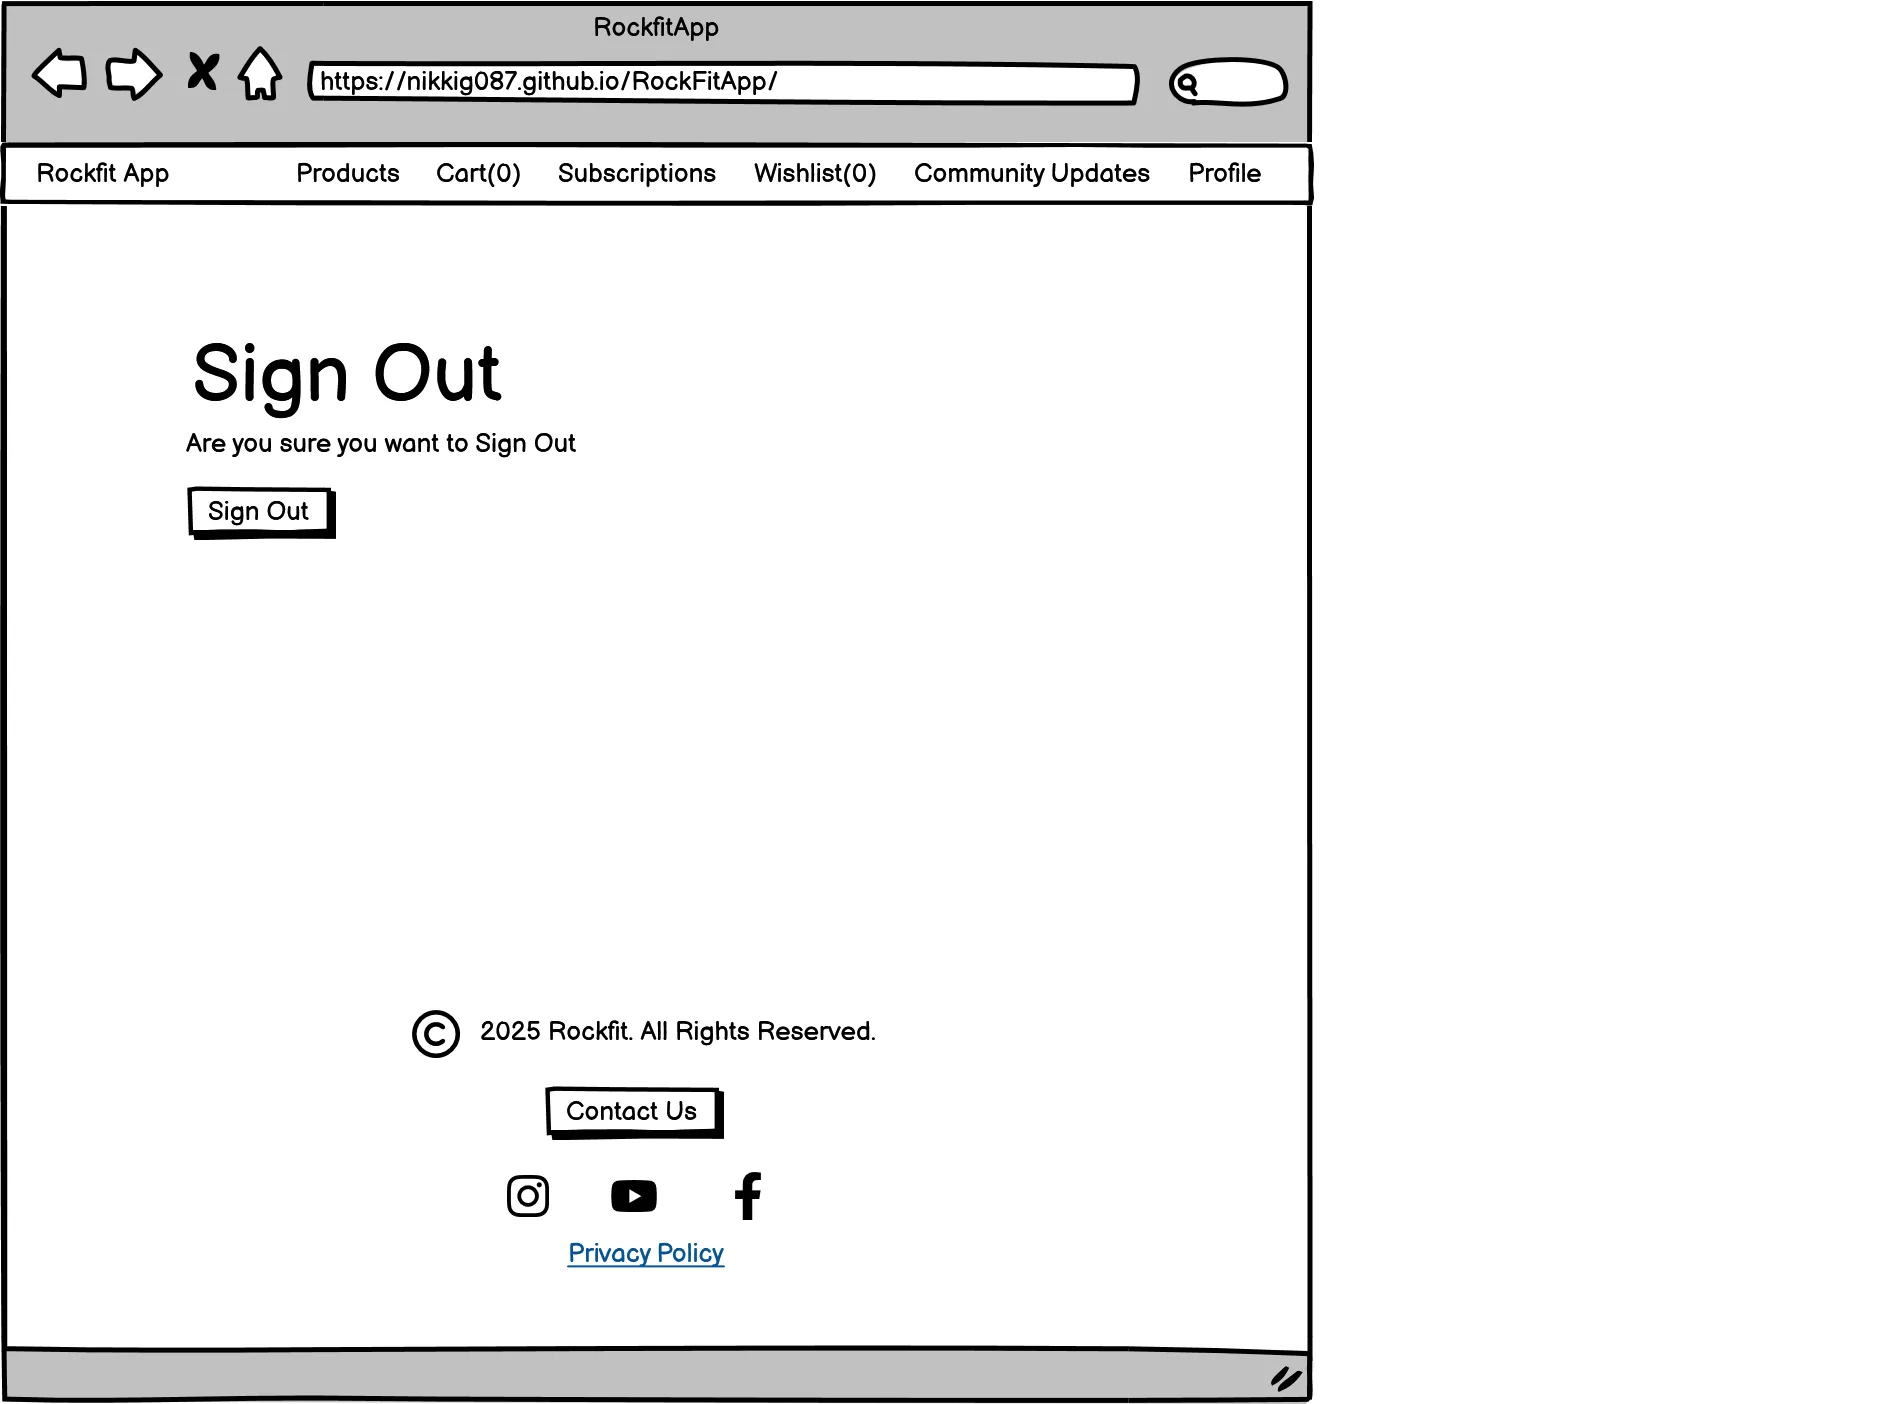 RockfitApp
https://nikkig087.github.io/RockFitApp/
Rockfit App Products Cart(0) Subscriptions Wishlist(0) Community Updates Profile
Sign Out
Are you sure you want to Sign Out
Sign Out
© 2025 Rockfit. All Rights Reserved.
Contact Us
Privacy Policy